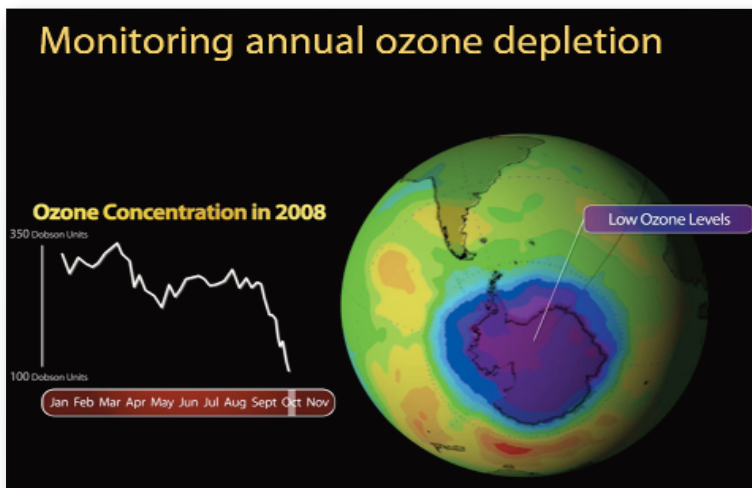 Monitoring annual ozone depletion
Ozone Concentration in 2008
350 Dobson Units
Low Ozone Levels
100 Dobson Units
Jan Feb Mar Apr May Jun Jul Aug Sept Oct Nov